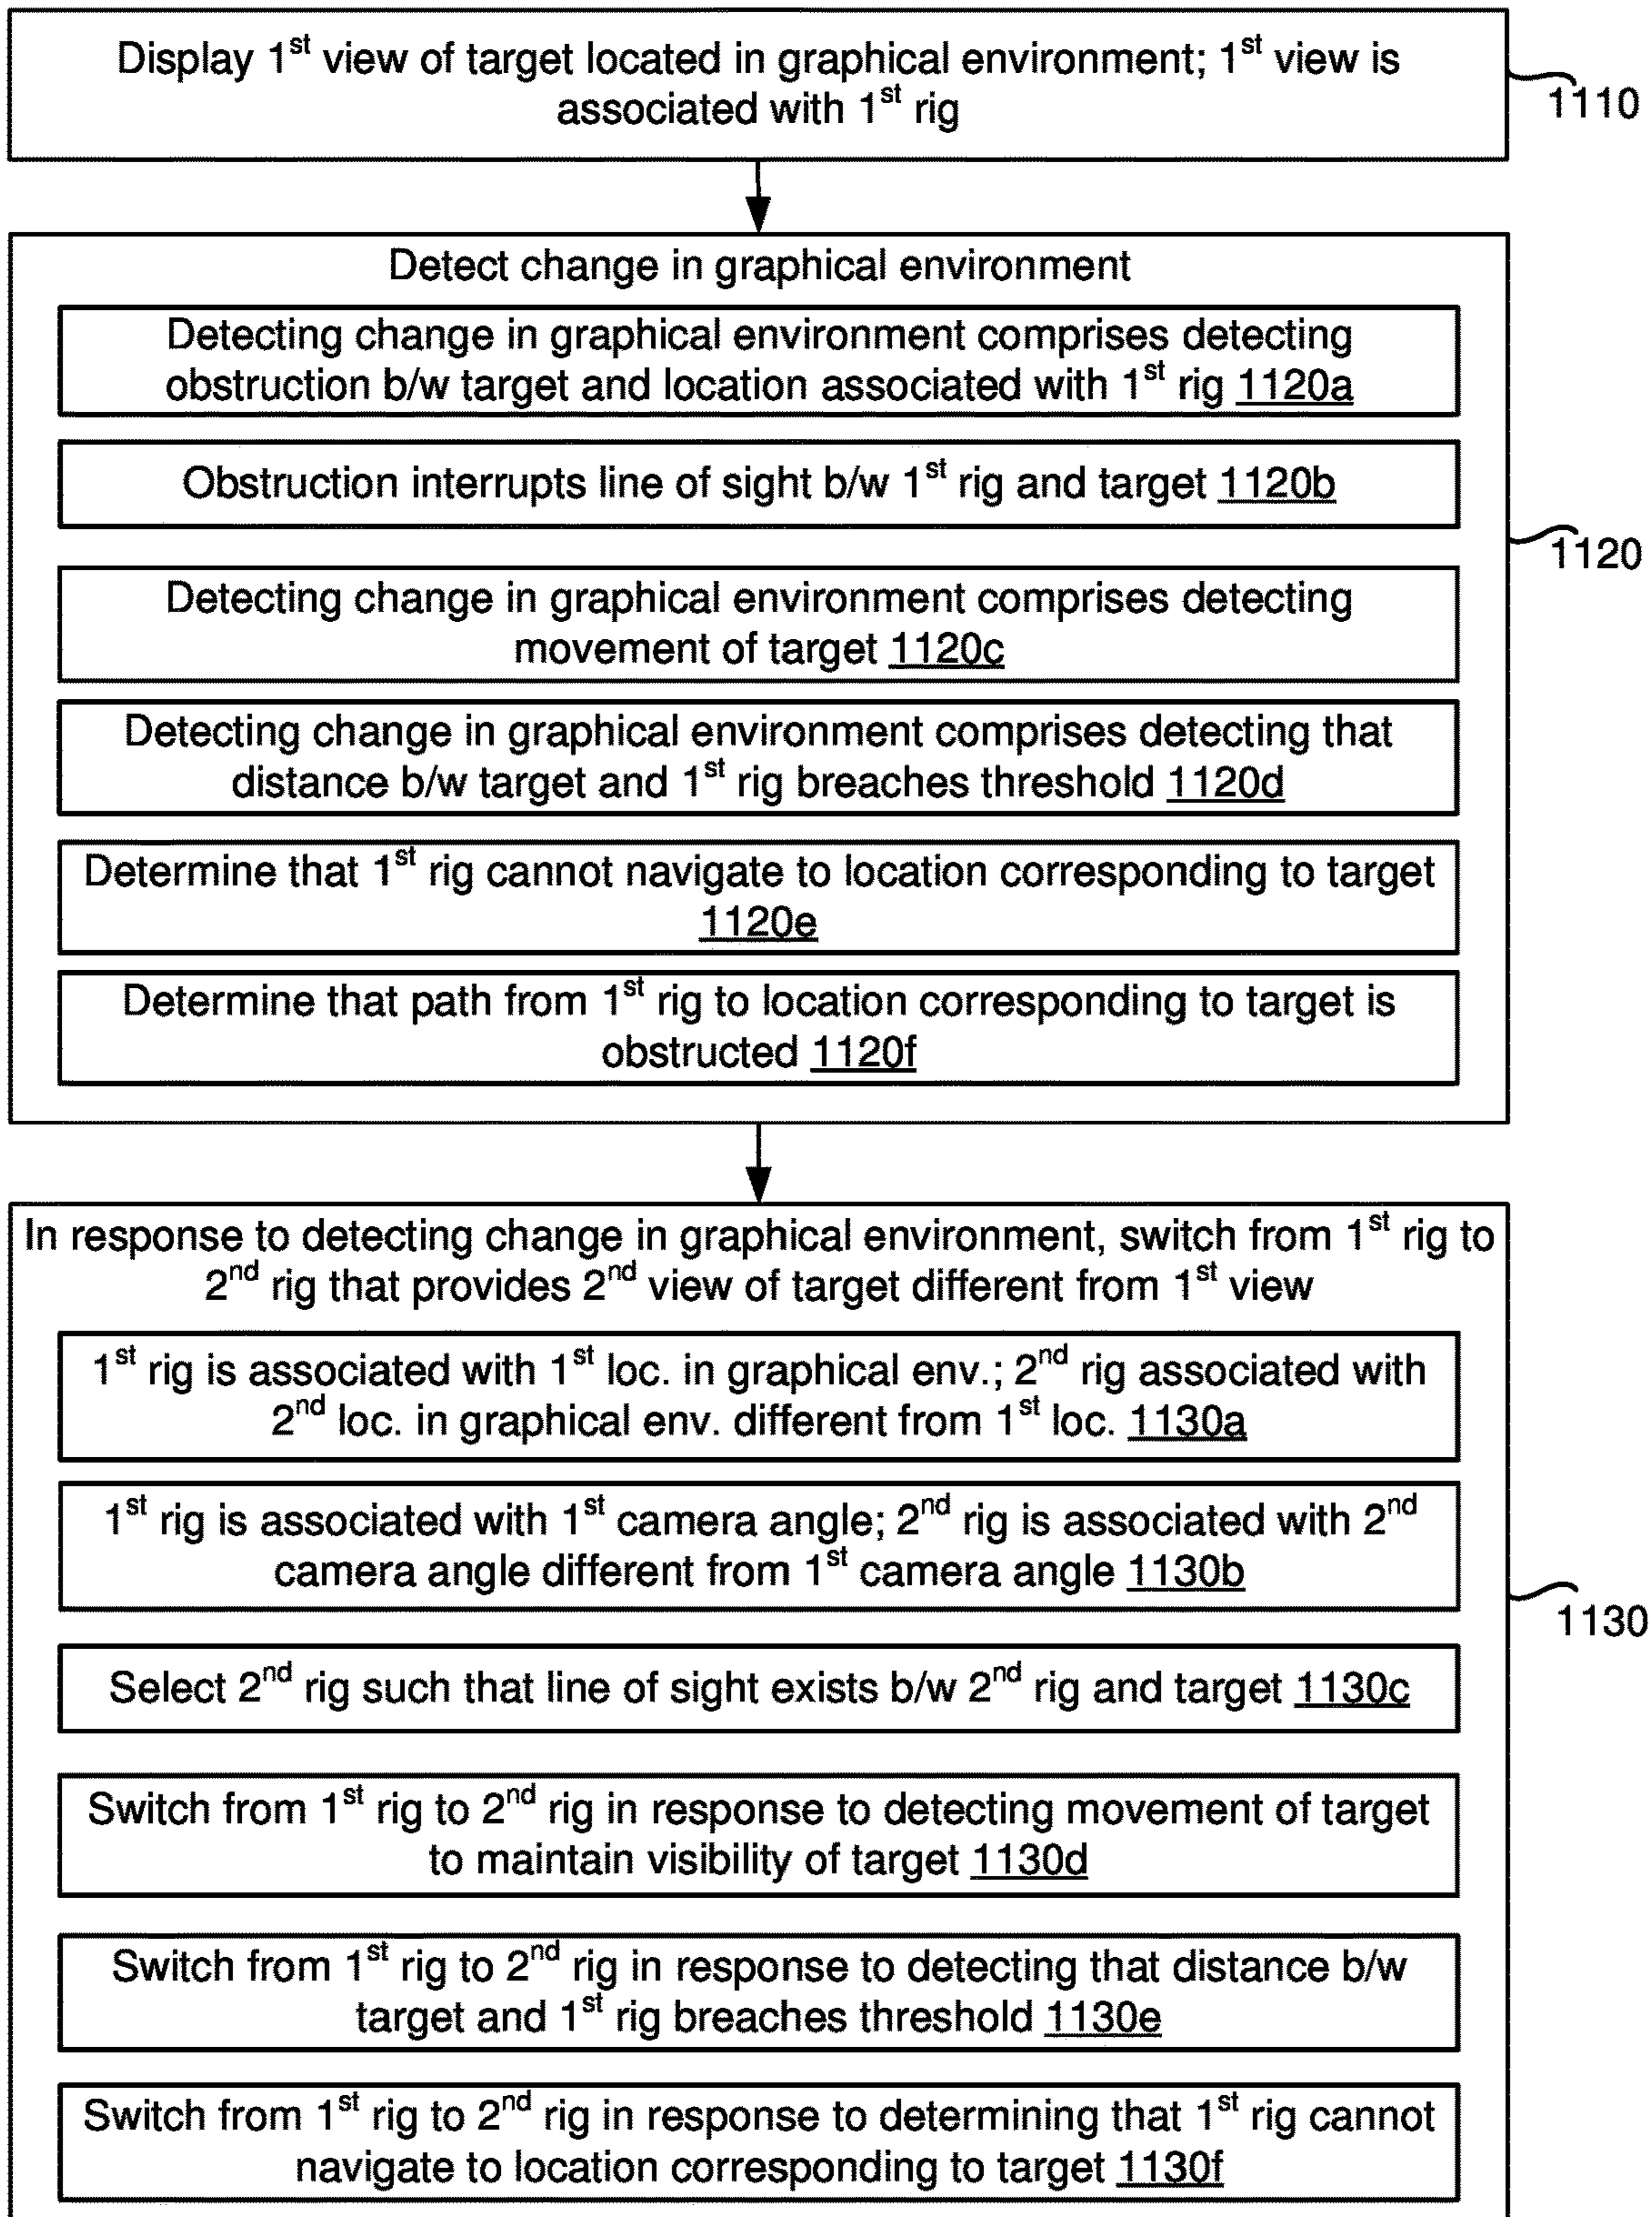 Display 1st view of target located in graphical environment; 1st view is
associated with 1st rig
1110
Detect change in graphical environment
Detecting change in graphical environment comprises detecting
obstruction b/w target and location associated with 1st rig 1120a
Obstruction interrupts line of sight b/w 1st rig and target 1120b
1120
Detecting change in graphical environment comprises detecting
movement of target 1120c
Detecting change in graphical environment comprises detecting that
distance b/w target and 1st rig breaches threshold 1120d
Determine that 1st rig cannot navigate to location corresponding to target
1120e
Determine that path from 1st rig to location corresponding to target is
obstructed 1120f
In response to detecting change in graphical environment, switch from 1st rig to
2nd rig that provides 2nd view of target different from 1st view
1st rig is associated with 1st loc. in graphical env.; 2nd rig associated with
2nd loc. in graphical env. different from 1st loc. 1130a
1st rig is associated with 1st camera angle; 2nd rig is associated with 2nd
camera angle different from 1st camera angle 1130b
1130
Select 2nd rig such that line of sight exists b/w 2nd rig and target 1130c
Switch from 1st rig to 2nd rig in response to detecting movement of target
to maintain visibility of target 1130d
Switch from 1st rig to 2nd rig in response to detecting that distance b/w
target and 1st rig breaches threshold 1130e
Switch from 1st rig to 2nd rig in response to determining that 1st rig cannot
navigate to location corresponding to target 1130f